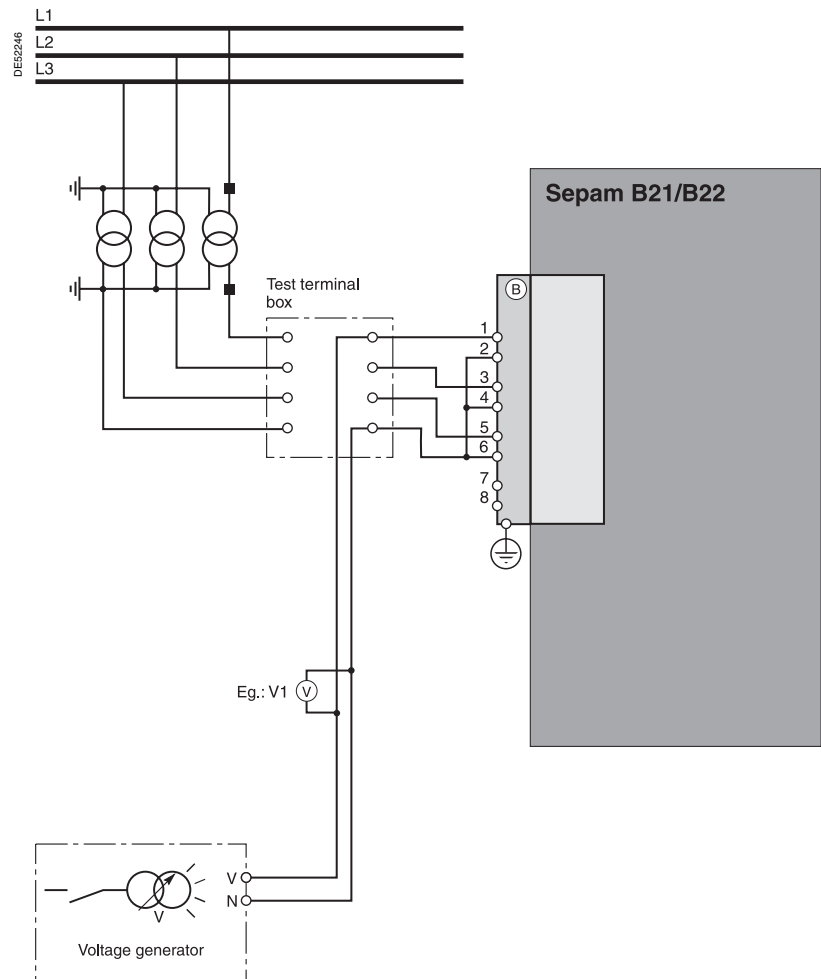 L1
L2
L3
DE52246
Sepam B21/B22
Test terminal
box
B
1
2
3
4
5
6
7
8
Eg.: V1
V
V
N
V
Voltage generator